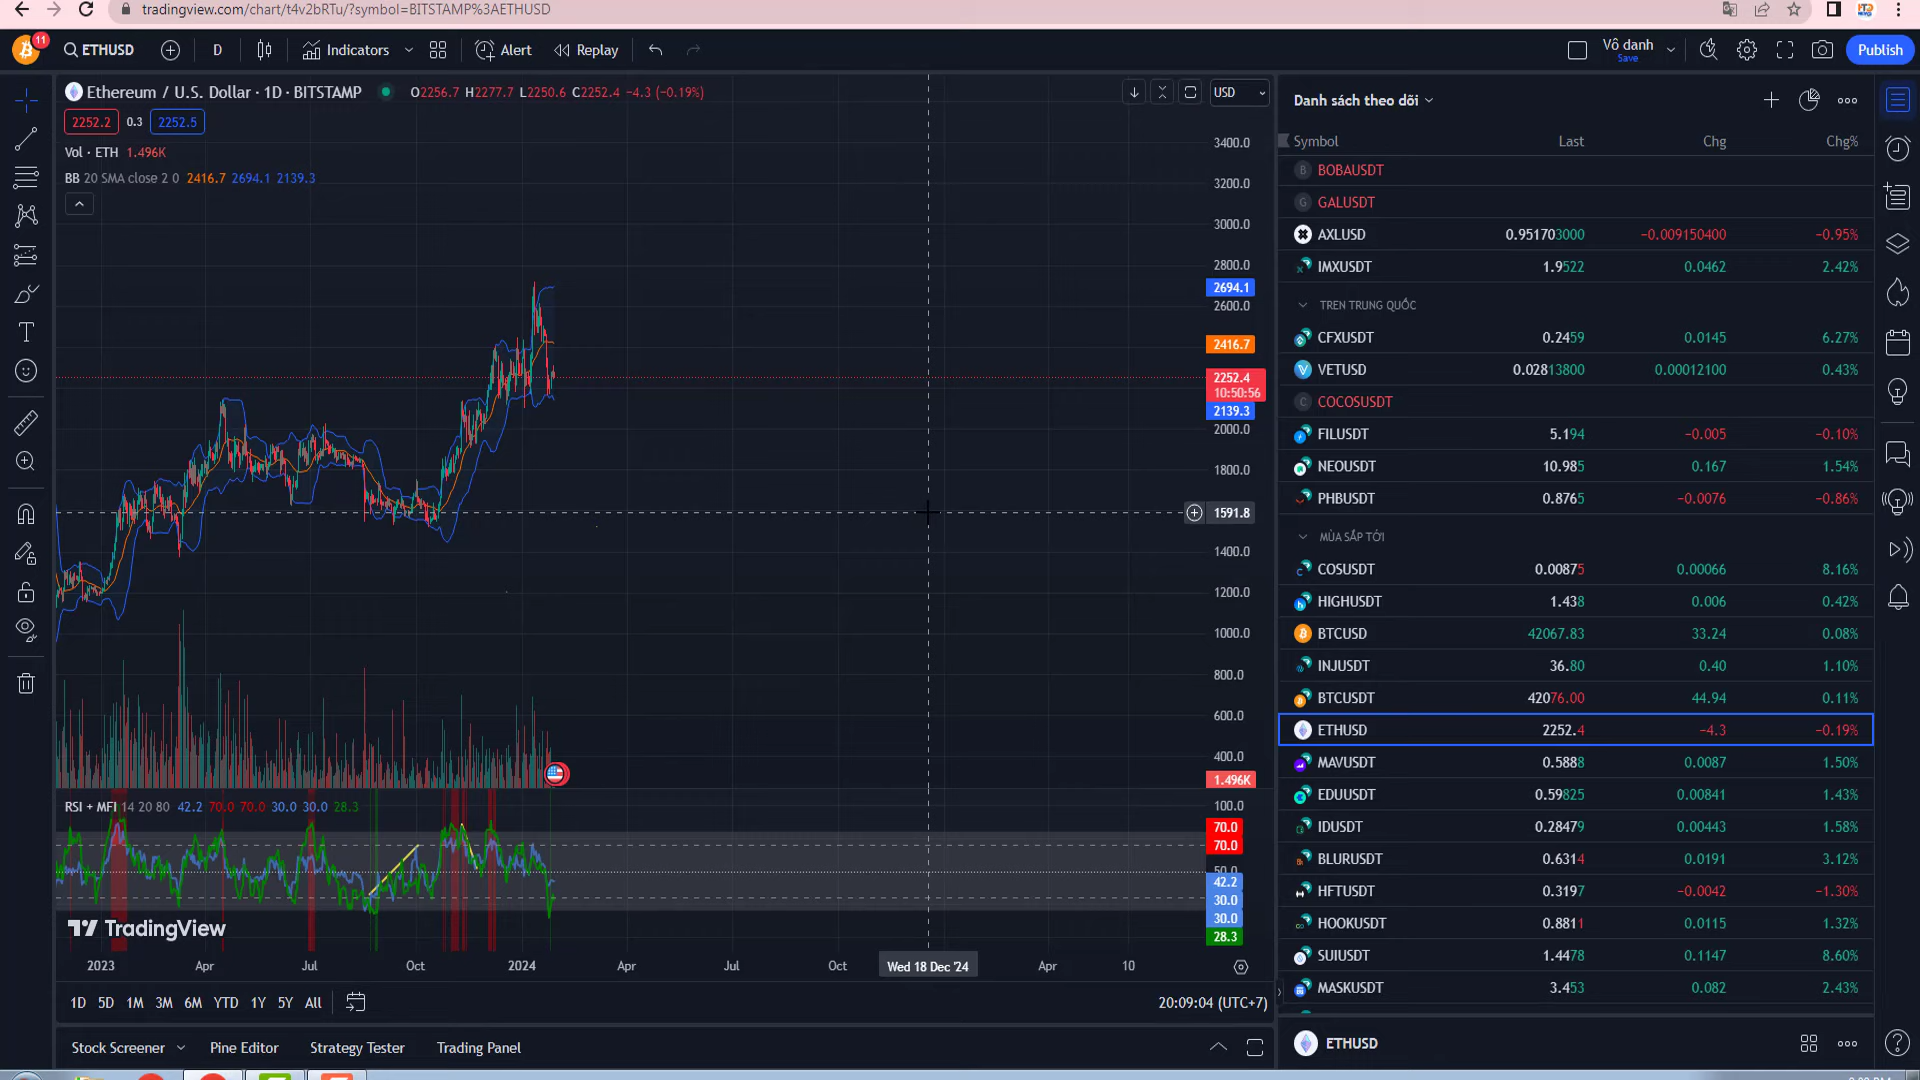 tradingview.com/chart/t4v2bRTu/?symbol=BITSTAMP%3AETHUSD
11 ETHUSD D Indicators Alert Replay Vô danh Save Publish
Ethereum / U.S. Dollar · 1D · BITSTAMP O2256.7 H2277.7 L2250.6 C2252.4 −4.3 (−0.19%) USD
2252.2 0.3 2252.5
Vol · ETH 1.496K
BB 20 SMA close 2 0 2416.7 2694.1 2139.3
3400.0
3200.0
3000.0
2800.0
2694.1
2600.0
2416.7
2252.4
10:50:56
2139.3
2000.0
1800.0
1591.8
1400.0
1200.0
1000.0
800.0
600.0
400.0
1.496K
RSI + MFI 14 20 80 42.2 70.0 70.0 30.0 30.0 28.3
100.0
70.0
70.0
50.0
42.2
30.0
30.0
28.3
TradingView
2023 Apr Jul Oct 2024 Apr Jul Oct Wed 18 Dec '24 Apr 10
1D 5D 1M 3M 6M YTD 1Y 5Y All 20:09:04 (UTC+7)
Stock Screener Pine Editor Strategy Tester Trading Panel
Danh sách theo dõi
Symbol Last Chg Chg%
B BOBAUSDT
G GALUSDT
AXLUSD 0.951703000 −0.009150400 −0.95%
IMXUSDT 1.9522 0.0462 2.42%
TREN TRUNG QUỐC
CFXUSDT 0.2459 0.0145 6.27%
VETUSD 0.02813800 0.00012100 0.43%
C COCOSUSDT
FILUSDT 5.194 −0.005 −0.10%
NEOUSDT 10.985 0.167 1.54%
PHBUSDT 0.8765 −0.0076 −0.86%
MÙA SẮP TỚI
COSUSDT 0.00875 0.00066 8.16%
HIGHUSDT 1.438 0.006 0.42%
BTCUSD 42067.83 33.24 0.08%
INJUSDT 36.80 0.40 1.10%
BTCUSDT 42076.00 44.94 0.11%
ETHUSD 2252.4 −4.3 −0.19%
MAVUSDT 0.5888 0.0087 1.50%
EDUUSDT 0.59825 0.00841 1.43%
IDUSDT 0.28479 0.00443 1.58%
BLURUSDT 0.6314 0.0191 3.12%
HFTUSDT 0.3197 −0.0042 −1.30%
HOOKUSDT 0.8811 0.0115 1.32%
SUIUSDT 1.4478 0.1147 8.60%
MASKUSDT 3.453 0.082 2.43%
ETHUSD